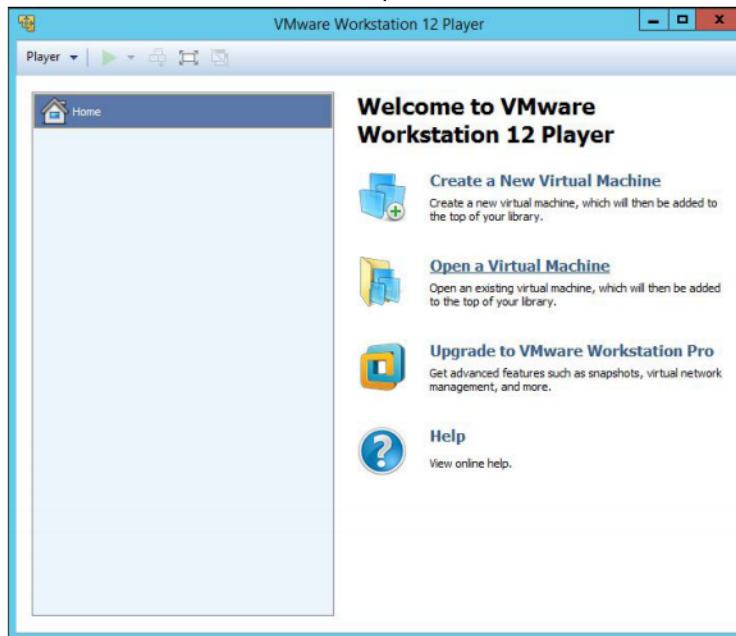 VMware Workstation 12 Player
Player
Home
Welcome to VMware
Workstation 12 Player
Create a New Virtual Machine
Create a new virtual machine, which will then be added to
the top of your library.
Open a Virtual Machine
Open an existing virtual machine, which will then be added
to the top of your library.
Upgrade to VMware Workstation Pro
Get advanced features such as snapshots, virtual network
management, and more.
Help
View online help.